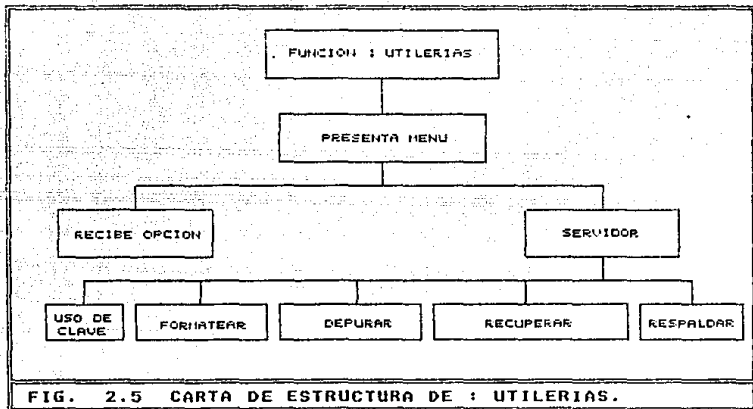 FUNCION : UTILERIAS
PRESENTA MENU
RECIBE OPCION
SERVIDOR
USO DE
CLAVE
FORMATEAR
DEPURAR
RECUPERAR
RESPALDAR
FIG. 2.5 CARTA DE ESTRUCTURA DE : UTILERIAS.